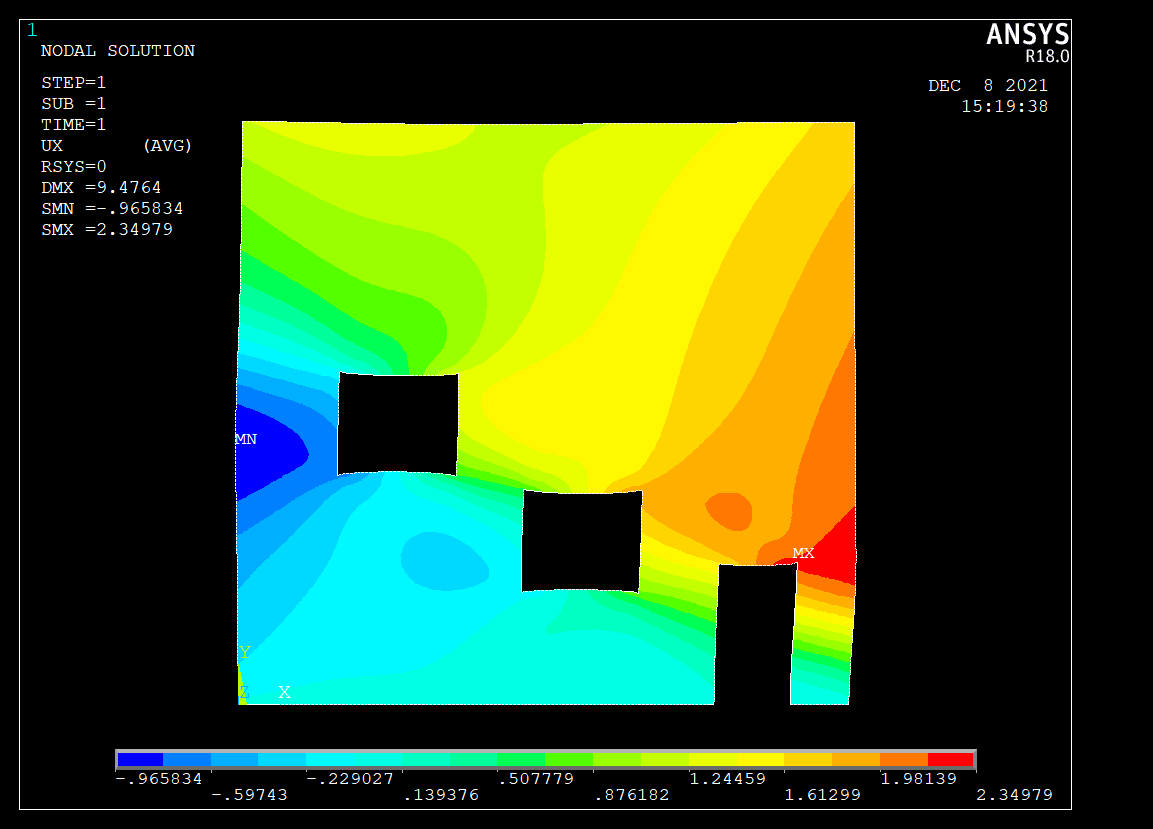 1
ANSYS
R18.0
NODAL SOLUTION
STEP=1
SUB =1
TIME=1
UX (AVG)
RSYS=0
DMX =9.4764
SMN =-.965834
SMX =2.34979
DEC 8 2021
15:19:38
MN
MX
Y
Z X
-.965834 -.229027 .507779 1.24459 1.98139
-.59743 .139376 .876182 1.61299 2.34979